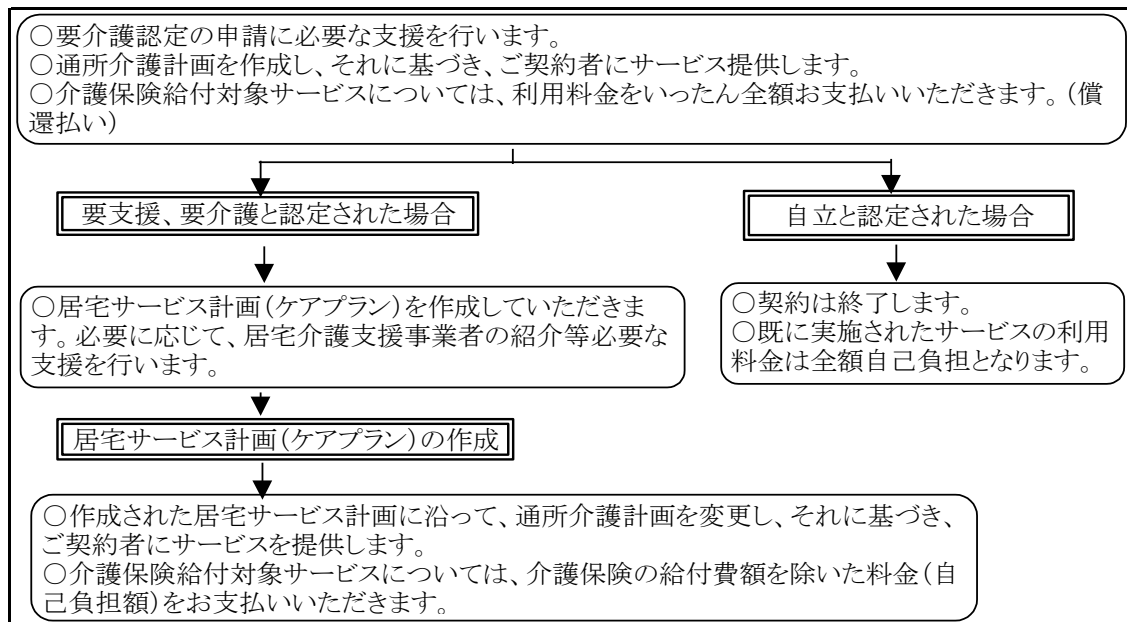 ○要介護認定の申請に必要な支援を行います。
○通所介護計画を作成し、それに基づき、ご契約者にサービス提供します。
○介護保険給付対象サービスについては、利用料金をいったん全額お支払いいただきます。(償
還払い)
要支援、要介護と認定された場合
自立と認定された場合
○居宅サービス計画(ケアプラン)を作成していただきま
す。必要に応じて、居宅介護支援事業者の紹介等必要な
支援を行います。
○契約は終了します。
○既に実施されたサービスの利用
料金は全額自己負担となります。
居宅サービス計画(ケアプラン)の作成
○作成された居宅サービス計画に沿って、通所介護計画を変更し、それに基づき、
ご契約者にサービスを提供します。
○介護保険給付対象サービスについては、介護保険の給付費額を除いた料金(自
己負担額)をお支払いいただきます。